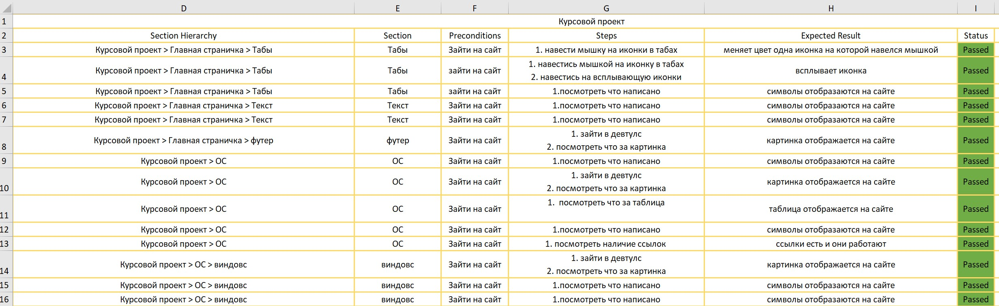 D E F G H I
1 Курсовой проект
2 Section Hierarchy Section Preconditions Steps Expected Result Status
3 Курсовой проект > Главная страничка > Табы Табы Зайти на сайт 1. навести мышку на иконки в табах меняет цвет одна иконка на которой навелся мышкой Passed
1. навестись мышкой на иконку в табах
4 Курсовой проект > Главная страничка > Табы Табы зайти на сайт всплывает иконка Passed
2. навестись на всплывающую иконки
5 Курсовой проект > Главная страничка > Табы Табы зайти на сайт 1.посмотреть что написано символы отобразаются на сайте Passed
6 Курсовой проект > Главная страничка > Текст Текст Зайти на сайт 1.посмотреть что написано символы отобразаются на сайте Passed
7 Курсовой проект > Главная страничка > Текст Текст Зайти на сайт 1.посмотреть что написано символы отобразаются на сайте Passed
1. зайти в девтулс
8 Курсовой проект > Главная страничка > футер футер Зайти на сайт картинка отображается на сайте Passed
2. посмотреть что за картинка
9 Курсовой проект > ОС ОС Зайти на сайт 1.посмотреть что написано символы отобразаются на сайте Passed
1. зайти в девтулс
10 Курсовой проект > ОС ОС Зайти на сайт картинка отображается на сайте Passed
2. посмотреть что за картинка
1. посмотреть что за таблица
11 Курсовой проект > ОС ОС Зайти на сайт таблица отображается на сайте Passed
12 Курсовой проект > ОС ОС Зайти на сайт 1.посмотреть что написано символы отобразаются на сайте Passed
13 Курсовой проект > ОС ОС Зайти на сайт 1. посмотреть наличие ссылок ссылки есть и они работают Passed
1. зайти в девтулс
14 Курсовой проект > ОС > виндовс виндовс Зайти на сайт картинка отображается на сайте Passed
2. посмотреть что за картинка
15 Курсовой проект > ОС > виндовс виндовс Зайти на сайт 1.посмотреть что написано символы отобразаются на сайте Passed
16 Курсовой проект > ОС > виндовс виндовс Зайти на сайт 1.посмотреть что написано символы отобразаются на сайте Passed